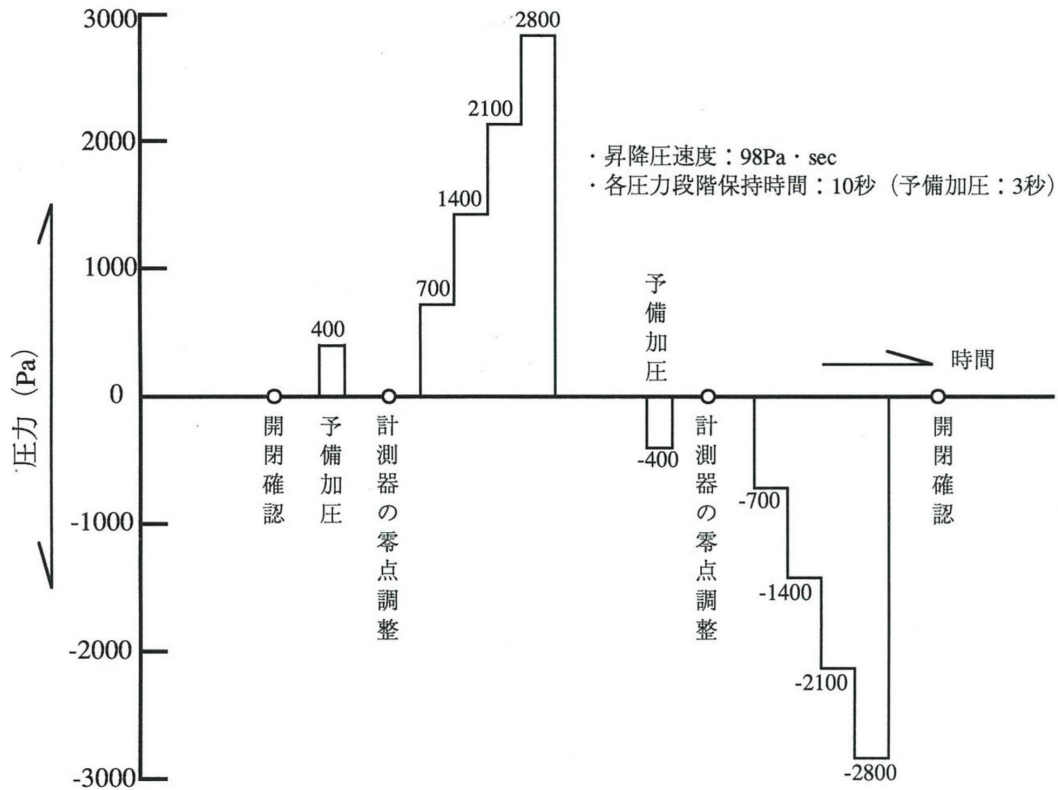 3000
2000
1000
0
-1000
-2000
-3000
圧力 (Pa)
400
700
1400
2100
2800
・昇降圧速度：98Pa・sec
・各圧力段階保持時間：10秒（予備加圧：3秒）
予備加圧
時間
開閉確認
予備加圧
計測器の零点調整
-400
計測器の零点調整
-700
-1400
-2100
-2800
開閉確認